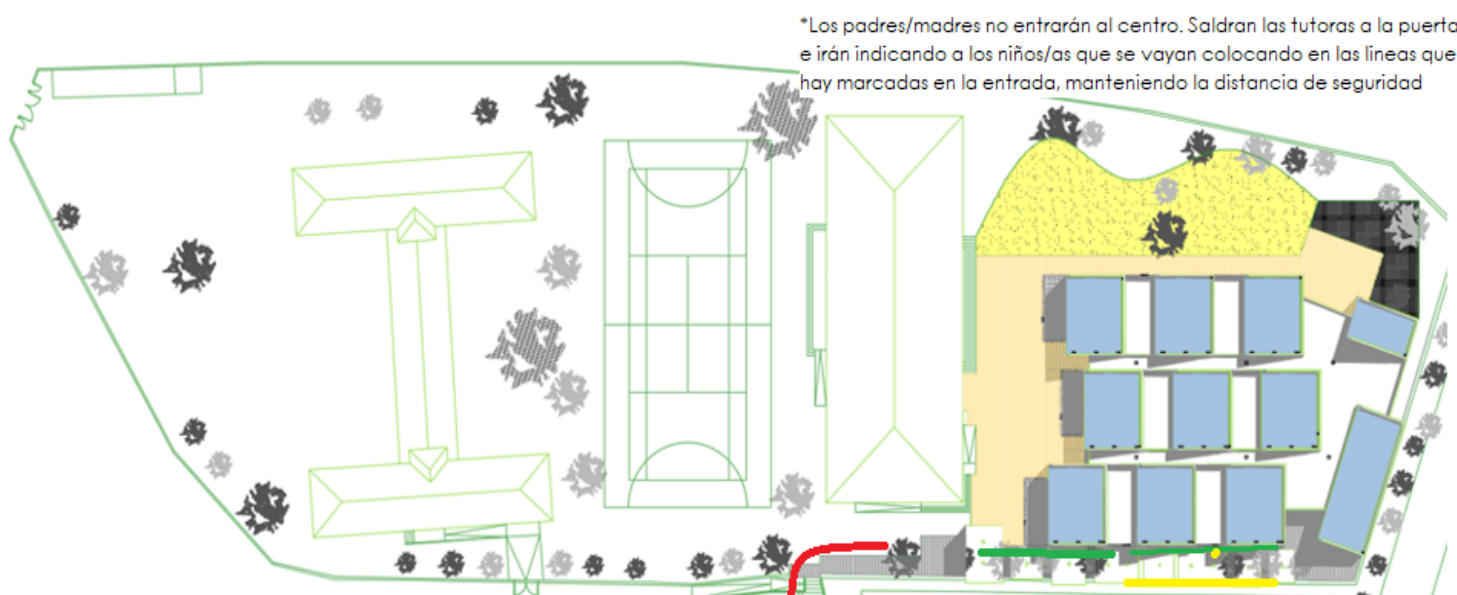 *Los padres/madres no entrarán al centro. Saldran las tutoras a la puerta
e irán indicando a los niños/as que se vayan colocando en las lineas que
hay marcadas en la entrada, manteniendo la distancia de seguridad